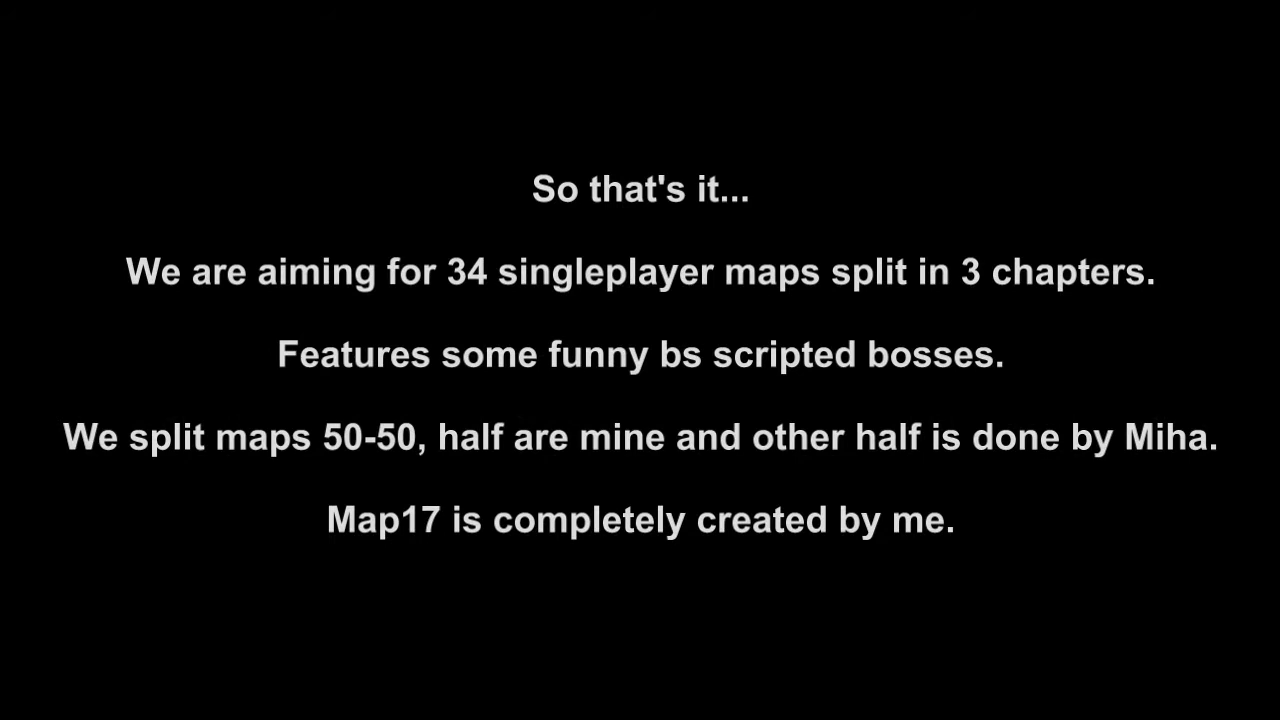 So that's it...
We are aiming for 34 singleplayer maps split in 3 chapters.
Features some funny bs scripted bosses.
We split maps 50-50, half are mine and other half is done by Miha.
Map17 is completely created by me.